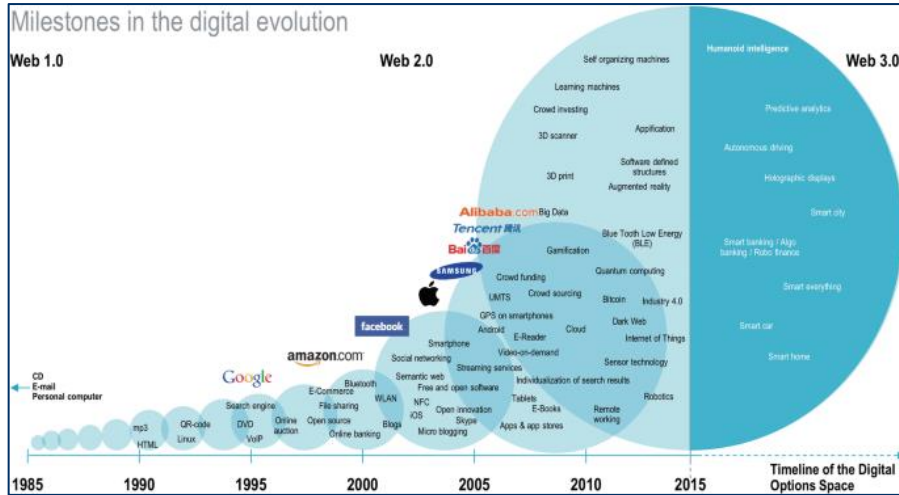 Milestones in the digital evolution
Web 1.0
Web 2.0
Web 3.0
Self organizing machines
Humanoid intelligence
Learning machines
Crowd investing
Predictive analytics
3D scanner
Appification
Autonomous driving
Software defined
structures
3D print
Augmented reality
Holographic displays
Alibaba.com
Big Data
Smart city
Tencent 腾讯
Blue Tooth Low Energy
(BLE)
Bai du 百度
Gamification
Smart banking / Algo
banking / Robo finance
SAMSUNG
Crowd funding
Quantum computing
Smart everything
UMTS
Crowd sourcing
Bitcoin
Industry 4.0
GPS on smartphones
facebook
Android
E-Reader
Cloud
Dark Web
Smart car
Internet of Things
Smartphone
Video-on-demand
amazon.com
Social networking
Streaming services
Sensor technology
Smart home
Google
CD
E-mail
Personal computer
Bluetooth
Semantic web
Individualization of search results
E-Commerce
Free and open software
WLAN
NFC
Tablets
Robotics
Search engine
File sharing
iOS
Open innovation
E-Books
Remote
working
mp3
QR-code
DVD
Online
auction
Open source
Blogs
Skype
Apps & app stores
HTML
Linux
VoIP
Online banking
Micro blogging
1985
1990
1995
2000
2005
2010
2015
Timeline of the Digital
Options Space